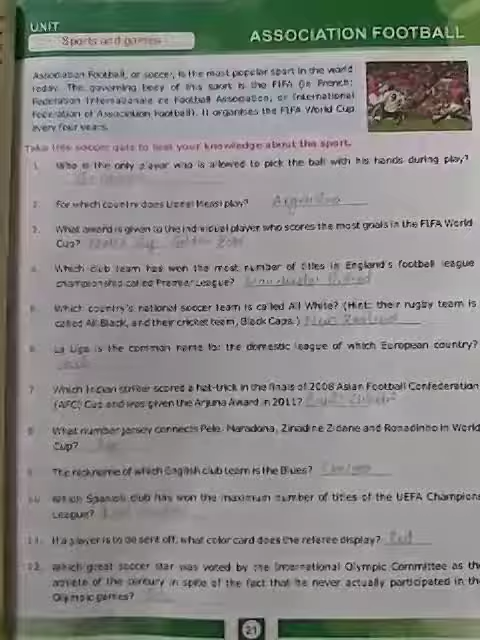 UNIT
Sports and games
ASSOCIATION FOOTBALL
Association Football, or soccer, is the most popular sport in the world
today. The governing body of this sport is the FIFA (in French:
Federation Internationale de Football Association, or International
Federation of Association Football). It organises the FIFA World Cup
every four years.
Take this soccer quiz to test your knowledge about the sport.
1. Who is the only player who is allowed to pick the ball with his hands during play?
2. For which country does Lionel Messi play? Argentina
3. What award is given to the individual player who scores the most goals in the FIFA World
Cup? Golden Boot
4. Which club team has won the most number of titles in England's football league
championship called Premier League? Manchester United
5. Which country's national soccer team is called All White? (Hint: their rugby team is
called All Black, and their cricket team, Black Caps.) New Zealand
6. La Liga is the common name for the domestic league of which European country?
7. Which Indian striker scored a hat-trick in the finals of 2008 Asian Football Confederation
(AFC) Cup and was given the Arjuna Award in 2011? Sunil Chhetri
8. What number jersey connects Pele, Maradona, Zinadine Zidane and Ronadinho in World
Cup?
9. The nickname of which English club team is the Blues? Chelsea
10. Which Spanish club has won the maximum number of titles of the UEFA Champions
League?
11. If a player is to be sent off, what color card does the referee display? Red
12. Which great soccer star was voted by the International Olympic Committee as the
athlete of the century in spite of the fact that he never actually participated in the
Olympic games?
21